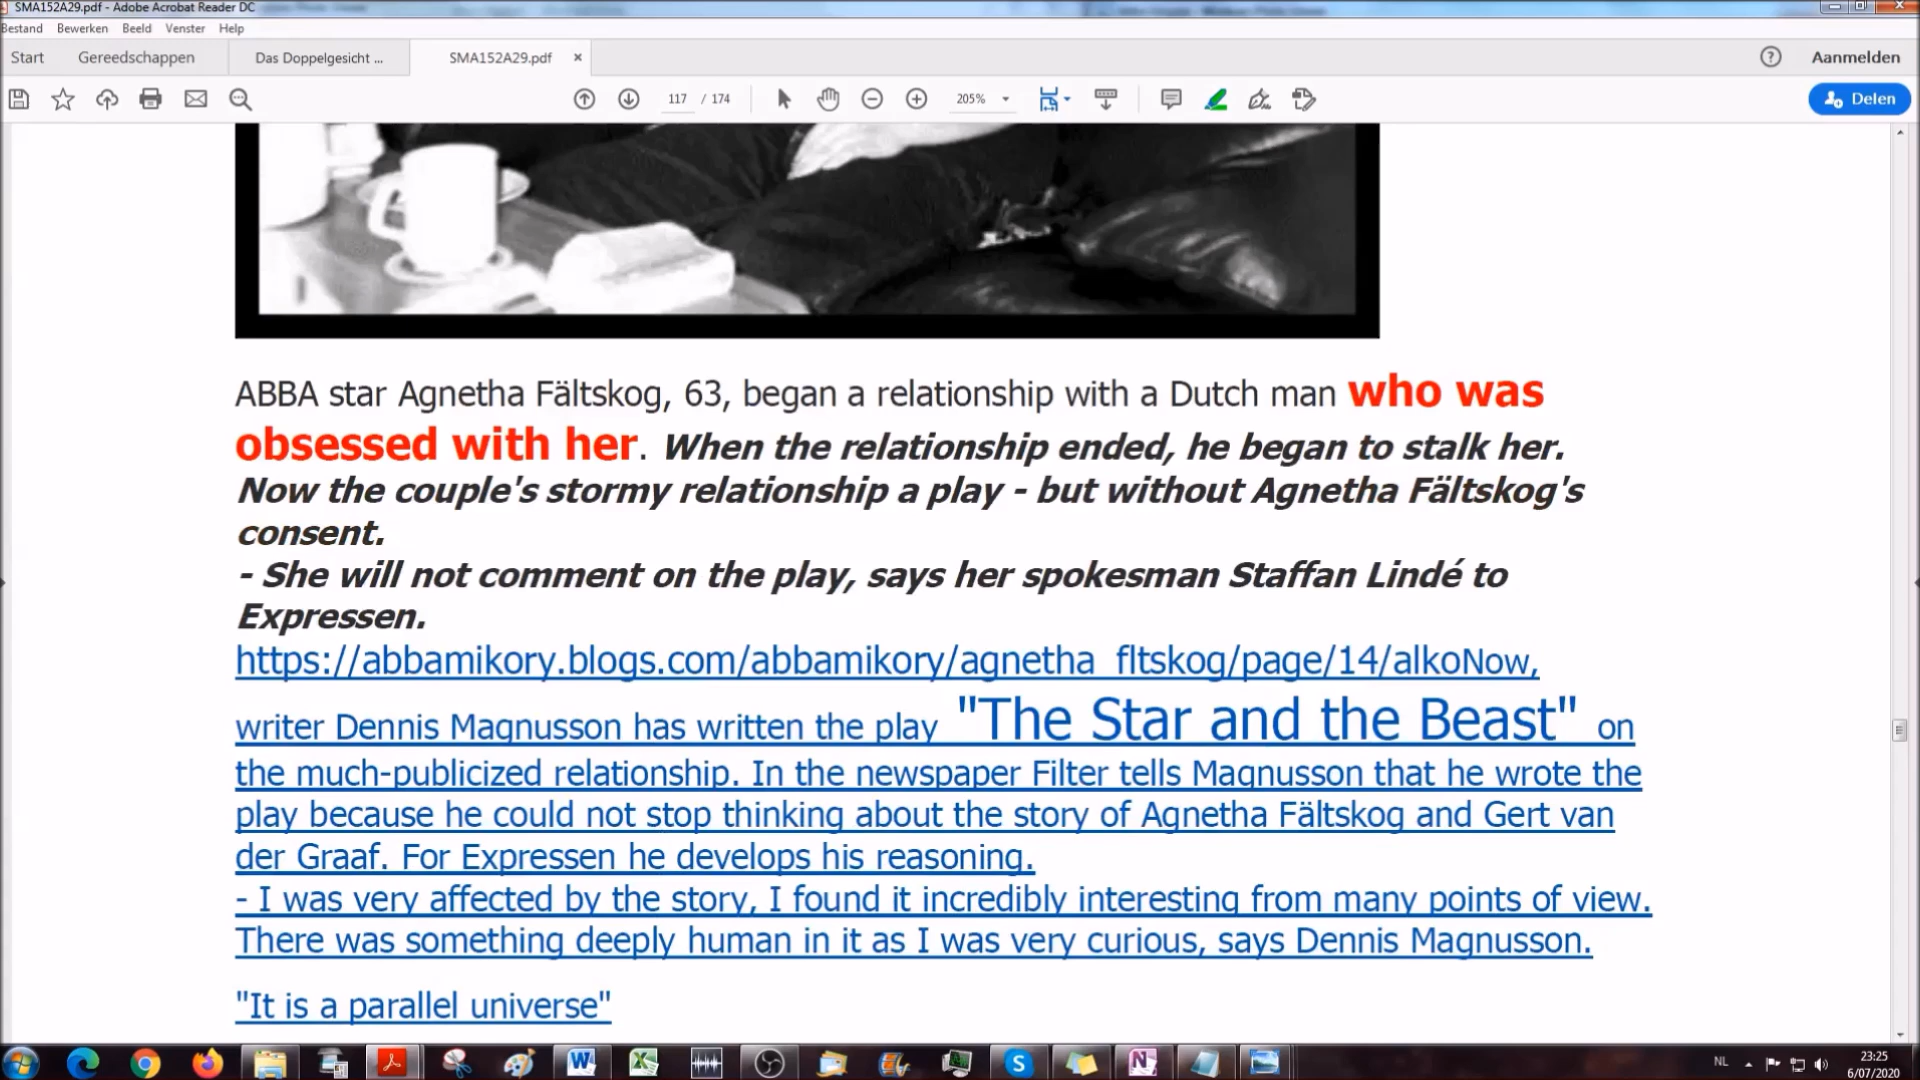 SMA152A29.pdf - Adobe Acrobat Reader DC
Bestand Bewerken Beeld Venster Help
Start Gereedschappen Das Doppelgesicht ... SMA152A29.pdf × ? Aanmelden
117 / 174 205% Delen
ABBA star Agnetha Fältskog, 63, began a relationship with a Dutch man who was
obsessed with her. When the relationship ended, he began to stalk her.
Now the couple's stormy relationship a play - but without Agnetha Fältskog's
consent.
- She will not comment on the play, says her spokesman Staffan Lindé to
Expressen.
https://abbamikory.blogs.com/abbamikory/agnetha_fltskog/page/14/alkoNow,
writer Dennis Magnusson has written the play "The Star and the Beast" on
the much-publicized relationship. In the newspaper Filter tells Magnusson that he wrote the
play because he could not stop thinking about the story of Agnetha Fältskog and Gert van
der Graaf. For Expressen he develops his reasoning.
- I was very affected by the story, I found it incredibly interesting from many points of view.
There was something deeply human in it as I was very curious, says Dennis Magnusson.
"It is a parallel universe"
NL 23:25
6/07/2020